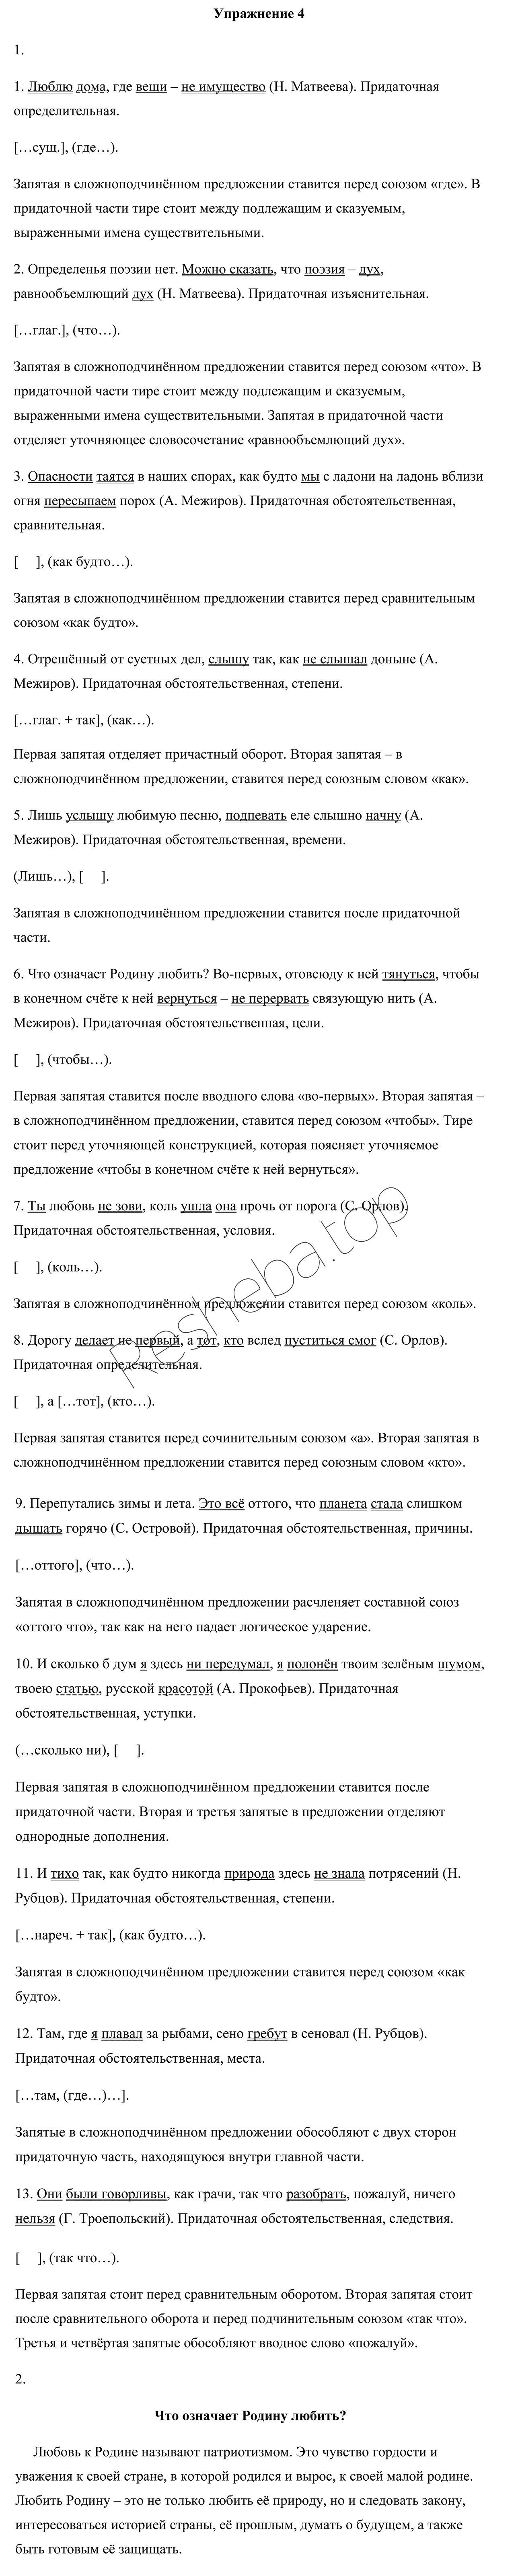 Упражнение 4
1.
1. Люблю дома, где вещи – не имущество (Н. Матвеева). Придаточная
определительная.
[…сущ.], (где…).
Запятая в сложноподчинённом предложении ставится перед союзом «где». В
придаточной части тире стоит между подлежащим и сказуемым,
выраженными имена существительными.
2. Определенья поэзии нет. Можно сказать, что поэзия – дух,
равнообъемлющий дух (Н. Матвеева). Придаточная изъяснительная.
[…глаг.], (что…).
Запятая в сложноподчинённом предложении ставится перед союзом «что». В
придаточной части тире стоит между подлежащим и сказуемым,
выраженными имена существительными. Запятая в придаточной части
отделяет уточняющее словосочетание «равнообъемлющий дух».
3. Опасности таятся в наших спорах, как будто мы с ладони на ладонь вблизи
огня пересыпаем порох (А. Межиров). Придаточная обстоятельственная,
сравнительная.
[ ], (как будто…).
Запятая в сложноподчинённом предложении ставится перед сравнительным
союзом «как будто».
4. Отрешённый от суетных дел, слышу так, как не слышал доныне (А.
Межиров). Придаточная обстоятельственная, степени.
[…глаг. + так], (как…).
Первая запятая отделяет причастный оборот. Вторая запятая – в
сложноподчинённом предложении, ставится перед союзным словом «как».
5. Лишь услышу любимую песню, подпевать еле слышно начну (А.
Межиров). Придаточная обстоятельственная, времени.
(Лишь…), [ ].
Запятая в сложноподчинённом предложении ставится после придаточной
части.
6. Что означает Родину любить? Во-первых, отовсюду к ней тянуться, чтобы
в конечном счёте к ней вернуться – не перервать связующую нить (А.
Межиров). Придаточная обстоятельственная, цели.
[ ], (чтобы…).
Первая запятая ставится после вводного слова «во-первых». Вторая запятая –
в сложноподчинённом предложении, ставится перед союзом «чтобы». Тире
стоит перед уточняющей конструкцией, которая поясняет уточняемое
предложение «чтобы в конечном счёте к ней вернуться».
7. Ты любовь не зови, коль ушла она прочь от порога (С. Орлов).
Придаточная обстоятельственная, условия.
[ ], (коль…).
Запятая в сложноподчинённом предложении ставится перед союзом «коль».
8. Дорогу делает не первый, а тот, кто вслед пуститься смог (С. Орлов).
Придаточная определительная.
[ ], а […тот], (кто…).
Первая запятая ставится перед сочинительным союзом «а». Вторая запятая в
сложноподчинённом предложении ставится перед союзным словом «кто».
9. Перепутались зимы и лета. Это всё оттого, что планета стала слишком
дышать горячо (С. Островой). Придаточная обстоятельственная, причины.
[…оттого], (что…).
Запятая в сложноподчинённом предложении расчленяет составной союз
«оттого что», так как на него падает логическое ударение.
10. И сколько б дум я здесь ни передумал, я полонён твоим зелёным шумом,
твоею статью, русской красотой (А. Прокофьев). Придаточная
обстоятельственная, уступки.
(…сколько ни), [ ].
Первая запятая в сложноподчинённом предложении ставится после
придаточной части. Вторая и третья запятые в предложении отделяют
однородные дополнения.
11. И тихо так, как будто никогда природа здесь не знала потрясений (Н.
Рубцов). Придаточная обстоятельственная, степени.
[…нареч. + так], (как будто…).
Запятая в сложноподчинённом предложении ставится перед союзом «как
будто».
12. Там, где я плавал за рыбами, сено гребут в сеновал (Н. Рубцов).
Придаточная обстоятельственная, места.
[…там, (где…)…].
Запятые в сложноподчинённом предложении обособляют с двух сторон
придаточную часть, находящуюся внутри главной части.
13. Они были говорливы, как грачи, так что разобрать, пожалуй, ничего
нельзя (Г. Троепольский). Придаточная обстоятельственная, следствия.
[ ], (так что…).
Первая запятая стоит перед сравнительным оборотом. Вторая запятая стоит
после сравнительного оборота и перед подчинительным союзом «так что».
Третья и четвёртая запятые обособляют вводное слово «пожалуй».
2.
Что означает Родину любить?
Любовь к Родине называют патриотизмом. Это чувство гордости и
уважения к своей стране, в которой родился и вырос, к своей малой родине.
Любить Родину – это не только любить её природу, но и следовать закону,
интересоваться историей страны, её прошлым, думать о будущем, а также
быть готовым её защищать.
Resheba.top